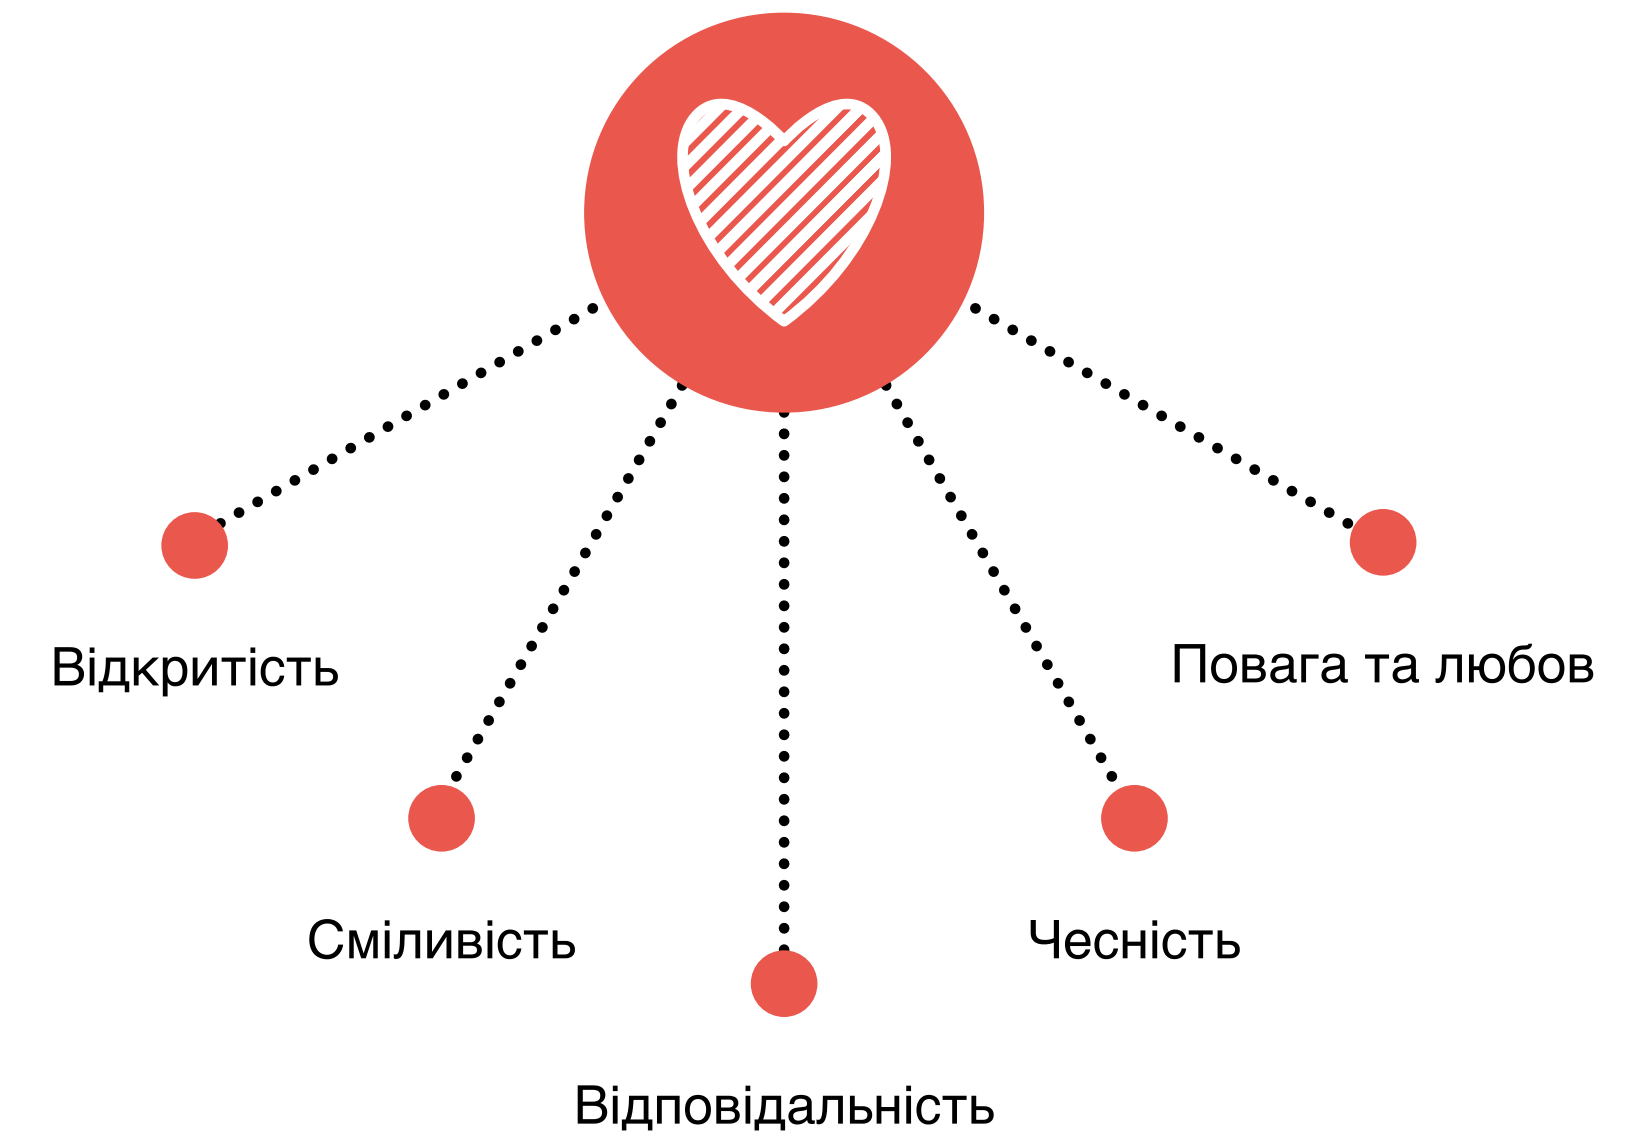 Відкритість
Повага та любов
Сміливість
Чесність
Відповідальність